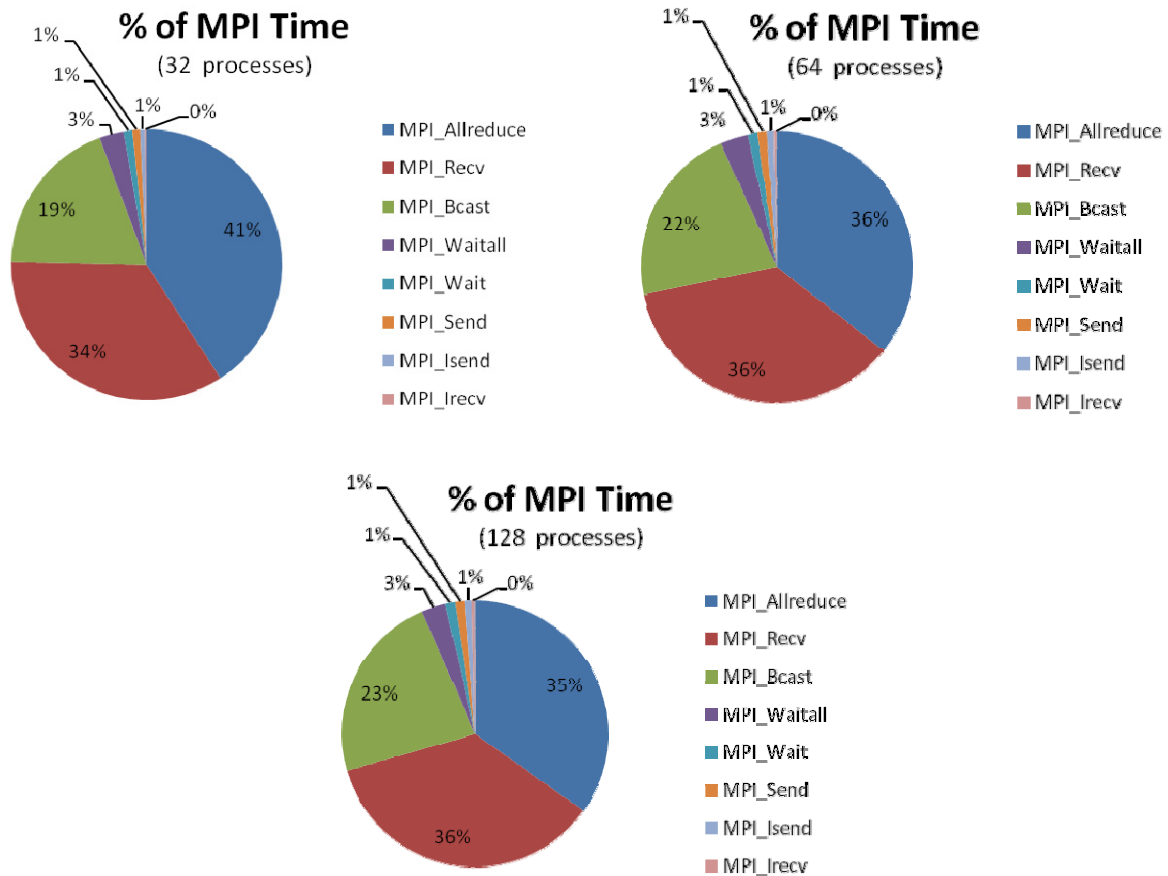 % of MPI Time
(32 processes)
1%
1%
3%
1%
0%
19%
41%
34%
MPI_Allreduce
MPI_Recv
MPI_Bcast
MPI_Waitall
MPI_Wait
MPI_Send
MPI_Isend
MPI_Irecv
% of MPI Time
(64 processes)
1%
1%
3%
1%
0%
22%
36%
36%
MPI_Allreduce
MPI_Recv
MPI_Bcast
MPI_Waitall
MPI_Wait
MPI_Send
MPI_Isend
MPI_Irecv
% of MPI Time
(128 processes)
1%
1%
3%
1%
0%
23%
35%
36%
MPI_Allreduce
MPI_Recv
MPI_Bcast
MPI_Waitall
MPI_Wait
MPI_Send
MPI_Isend
MPI_Irecv